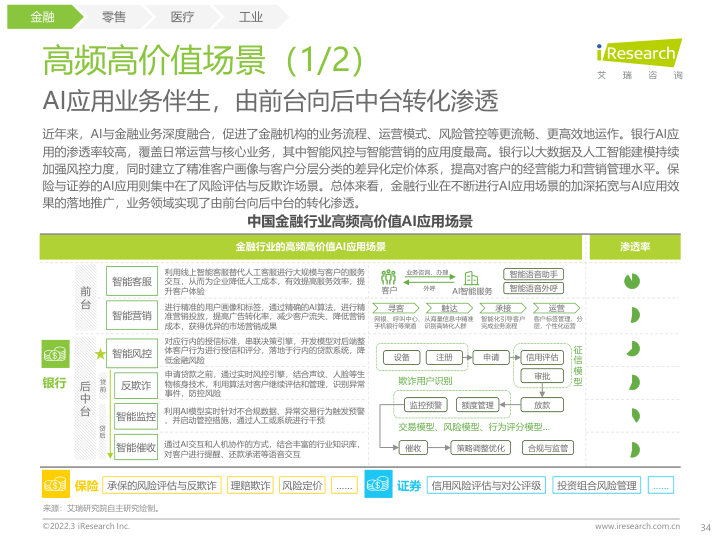 金融
零售
医疗
工业
高频高价值场景（1/2）
iResearch
艾 瑞 咨 询
AI应用业务伴生，由前台向后中台转化渗透
近年来，AI与金融业务深度融合，促进了金融机构的业务流程、运营模式、风险管控等更流畅、更高效地运作。银行AI应
用的渗透率较高，覆盖日常运营与核心业务，其中智能风控与智能营销的应用度最高。银行以大数据及人工智能建模持续
加强风控力度，同时建立了精准客户画像与客户分层分类的差异化定价体系，提高对客户的经营能力和营销管理水平。保
险与证券的AI应用则集中在了风险评估与反欺诈场景。总体来看，金融行业在不断进行AI应用场景的加深拓宽与AI应用效
果的落地推广，业务领域实现了由前台向后中台的转化渗透。
中国金融行业高频高价值AI应用场景
金融行业的高频高价值AI应用场景
渗透率
银行
前台
智能客服
利用线上智能客服替代人工客服进行大规模与客户的服务
交互，从而为企业降低人工成本，有效提高服务效率，提
升客户体验
客户
业务咨询、办理
外呼
AI智能服务
智能语音助手
智能语音外呼
智能营销
进行精准的用户画像和标签，通过精确的AI算法，进行精
准营销投放，提高广告转化率，减少客户流失、降低营销
成本，获得优异的市场营销成果
寻客
触达
承接
运营
网银、呼叫中心、
手机银行等渠道
从海量信息中精准
识别高转化人群
智能化引导客户
完成业务流程
客户标签管理，分
层，个性化运营
后中台
智能风控
对应行内的授信标准，串联决策引擎，开发模型对后端整
体客户行为进行授信和评分，落地于行内的贷款系统，降
低金融风险
贷前
反欺诈
申请贷款之前，通过实时风控引擎，结合声纹、人脸等生
物核身技术，利用算法对客户继续评估和管理，识别异常
事件，防控风险
贷后
智能监控
利用AI模型实时针对不合规数据，异常交易行为触发预警
，并启动管控措施，通过人工或系统进行干预
智能催收
通过AI交互和人机协作的方式，结合丰富的行业知识库，
对客户进行提醒、还款承诺等语音交互
设备
注册
申请
信用评估
审批
征信模型
欺诈用户识别
监控预警
额度管理
放款
交易模型、风险模型、行为评分模型…
催收
策略调整优化
合规与监管
保险
承保的风险评估与反欺诈
理赔欺诈
风险定价
……
证券
信用风险评估与对公评级
投资组合风险管理
……
来源：艾瑞研究院自主研究绘制。
©2022.3 iResearch Inc.
www.iresearch.com.cn
34